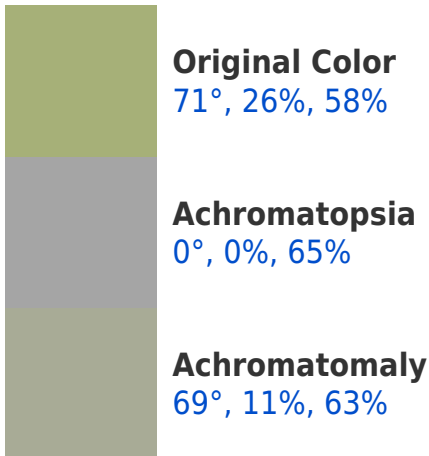 Original Color
71°, 26%, 58%
Achromatopsia
0°, 0%, 65%
Achromatomaly
69°, 11%, 63%